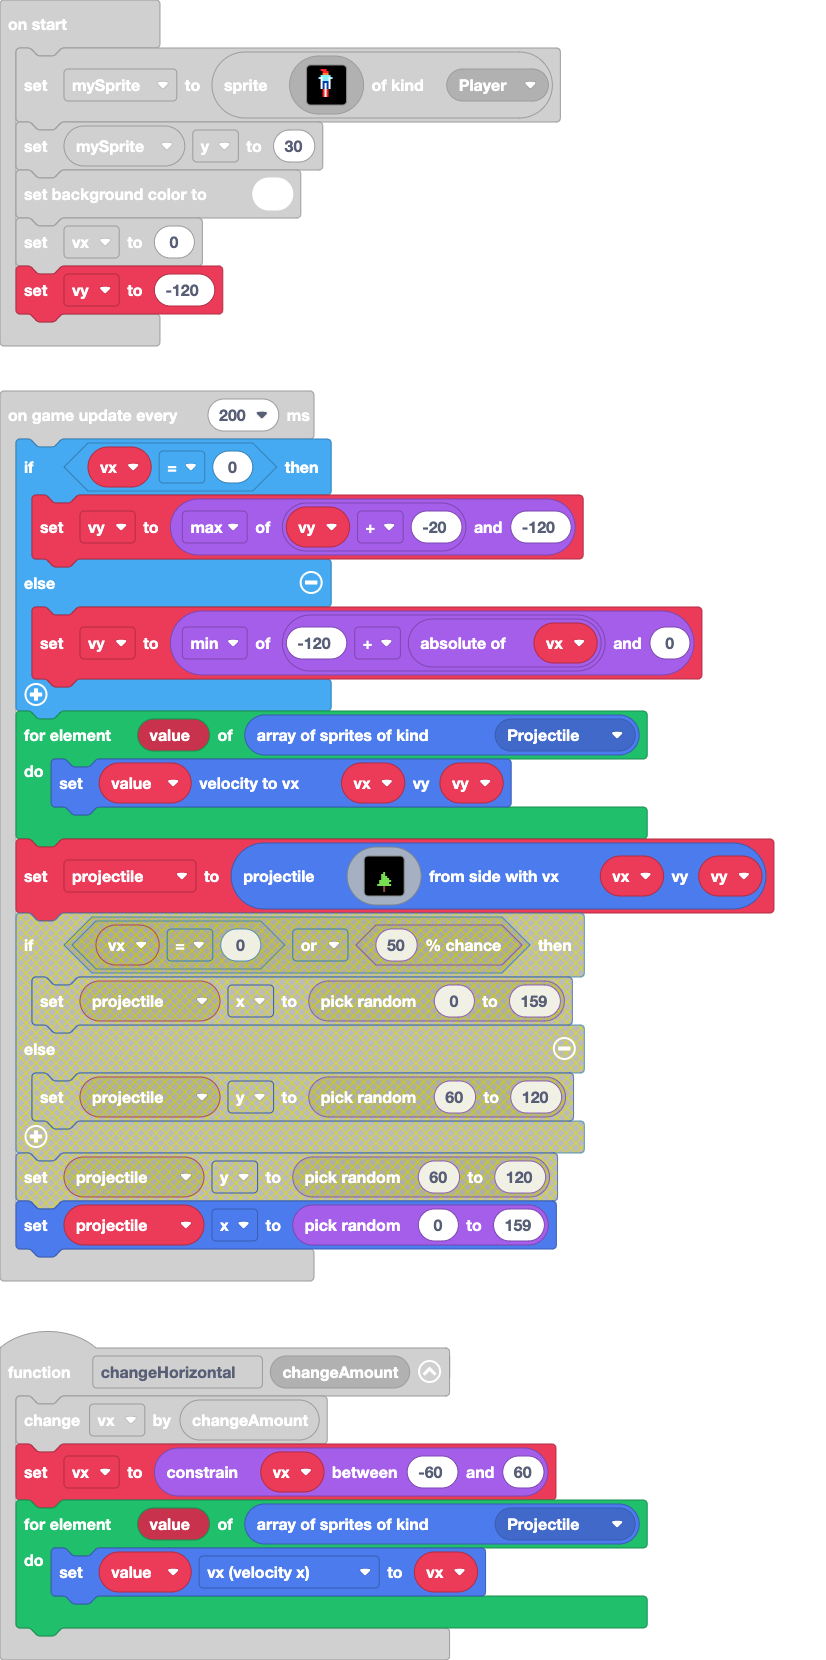 on start
set mySprite to sprite of kind Player
set mySprite y to 30
set background color to
set vx to 0
set vy to -120
on game update every 200 ms
if vx = 0 then
set vy to max of vy + -20 and -120
else
set vy to min of -120 + absolute of vx and 0
for element value of array of sprites of kind Projectile
do set value velocity to vx vx vy vy
set projectile to projectile from side with vx vx vy vy
if vx = 0 or 50 % chance then
set projectile x to pick random 0 to 159
else
set projectile y to pick random 60 to 120
set projectile y to pick random 60 to 120
set projectile x to pick random 0 to 159
function changeHorizontal changeAmount
change vx by changeAmount
set vx to constrain vx between -60 and 60
for element value of array of sprites of kind Projectile
do set value vx (velocity x) to vx